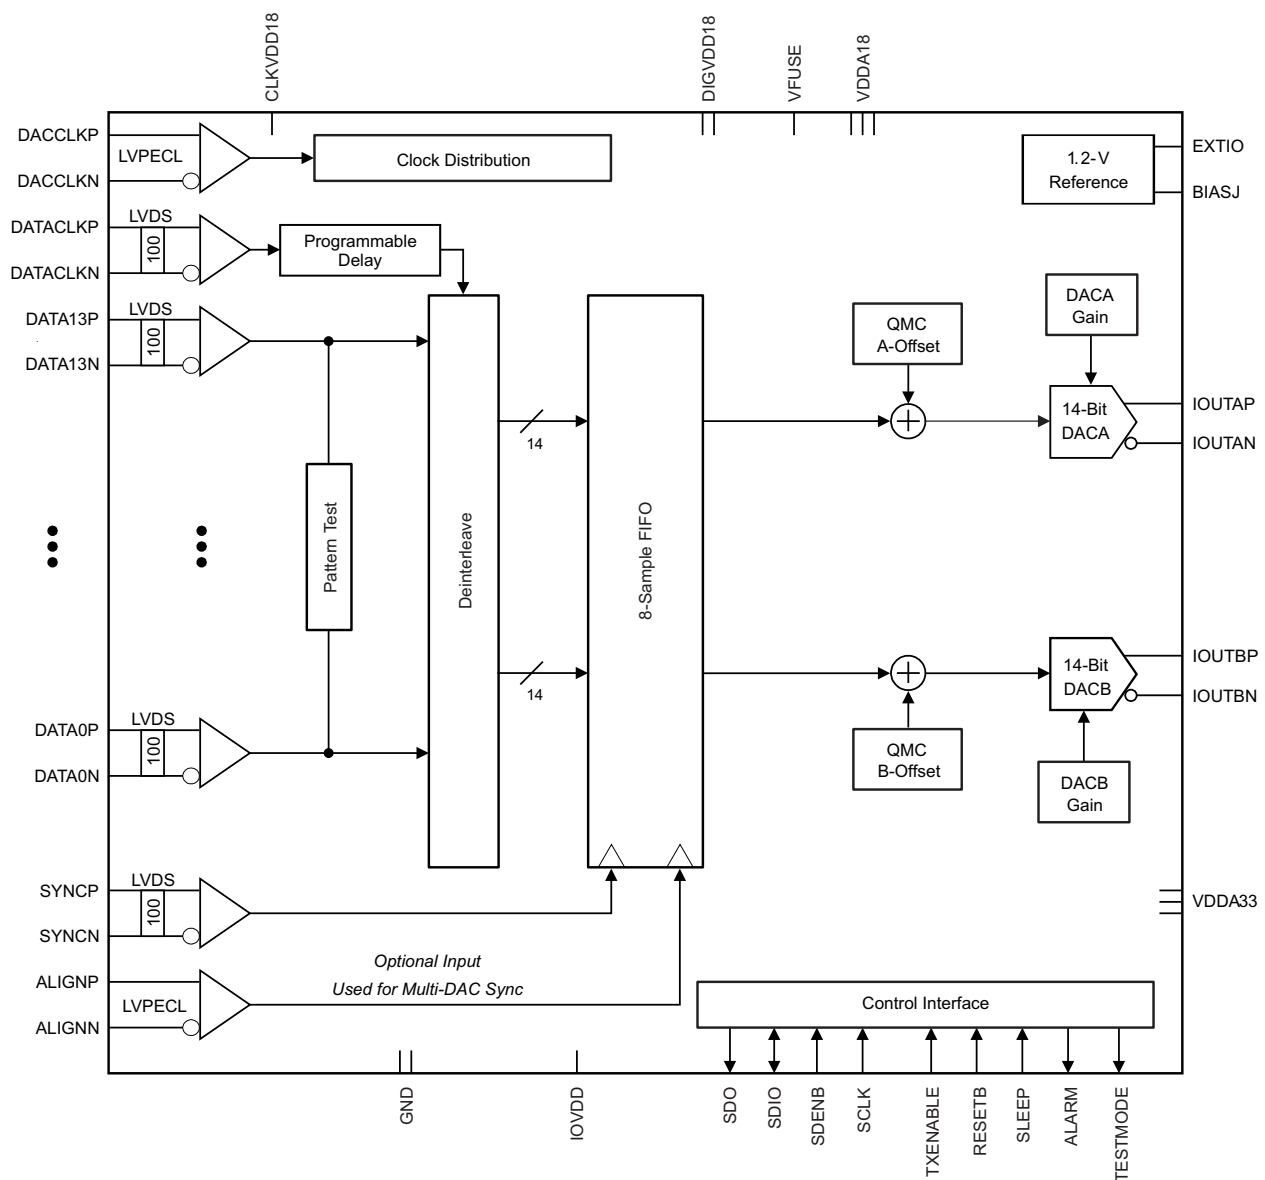 CLKVDD18
DIGVDD18
VFUSE
VDDA18
DACCLKP
LVPECL
DACCLKN
Clock Distribution
1.2-V
Reference
EXTIO
BIASJ
DATACLKP
LVDS
100
DATACLKN
Programmable
Delay
DATA13P
LVDS
100
DATA13N
QMC
A-Offset
DACA
Gain
14-Bit
DACA
IOUTAP
IOUTAN
14
Pattern Test
Deinterleave
8-Sample FIFO
14
14-Bit
DACB
IOUTBP
IOUTBN
QMC
B-Offset
DACB
Gain
DATA0P
LVDS
100
DATA0N
SYNCP
LVDS
100
SYNCN
VDDA33
Optional Input
Used for Multi-DAC Sync
ALIGNP
LVPECL
ALIGNN
Control Interface
GND
IOVDD
SDO
SDIO
SDENB
SCLK
TXENABLE
RESETB
SLEEP
ALARM
TESTMODE